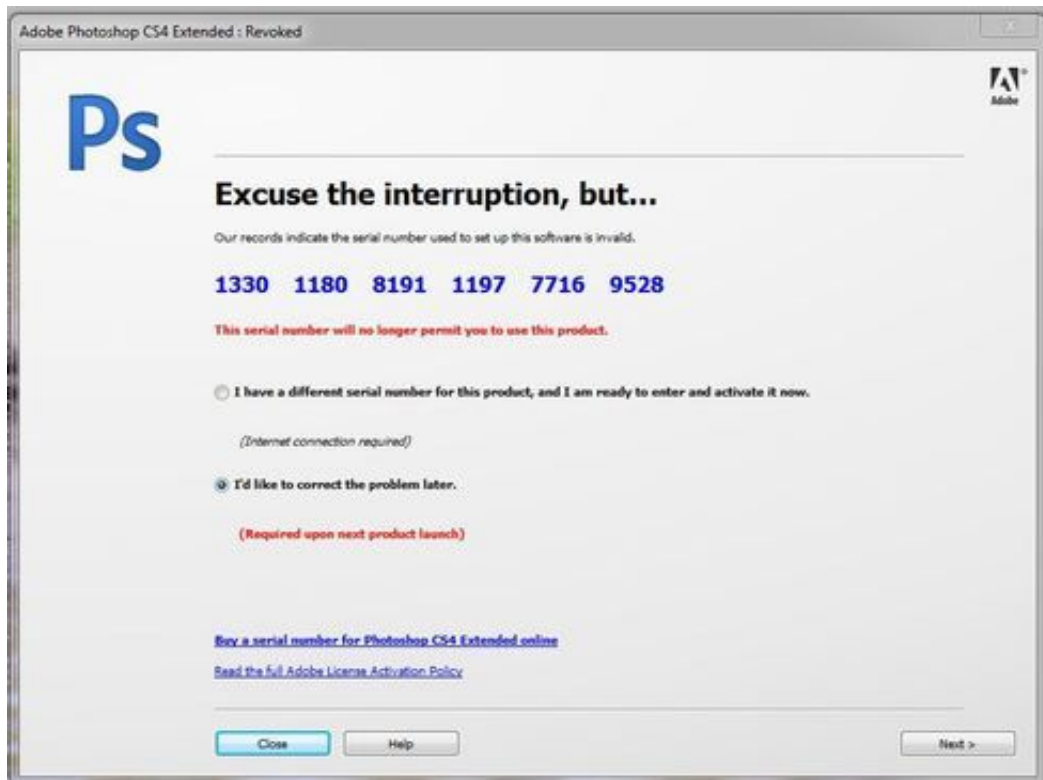 Adobe Photoshop CS4 Extended : Revoked
Adobe
Ps
Excuse the interruption, but...
Our records indicate the serial number used to set up this software is invalid.
1330 1180 8191 1197 7716 9528
This serial number will no longer permit you to use this product.
I have a different serial number for this product, and I am ready to enter and activate it now.
(Internet connection required)
I'd like to correct the problem later.
(Required upon next product launch)
Buy a serial number for Photoshop CS4 Extended online
Read the full Adobe License Activation Policy
Close Help Next >